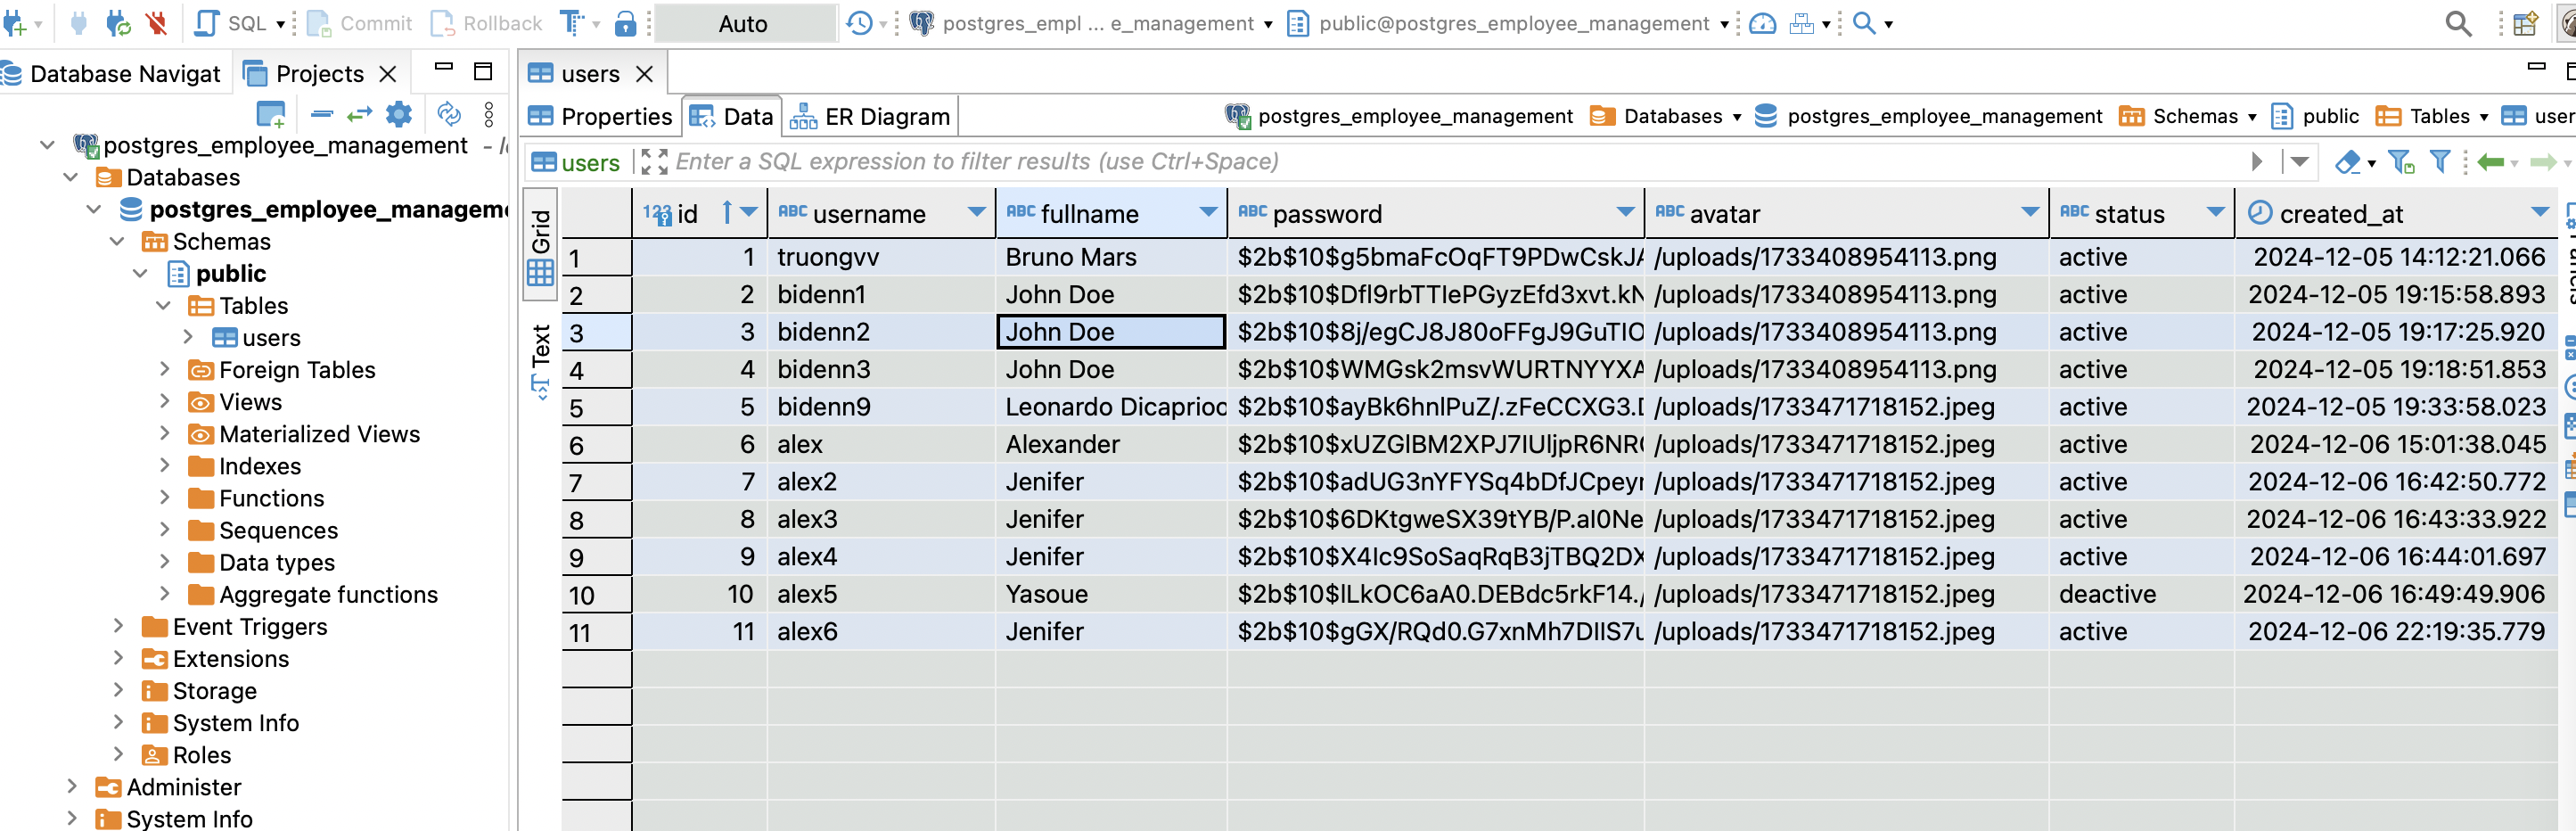 SQL Commit Rollback Auto postgres_empl ... e_management public@postgres_employee_management
Database Navigat Projects
users
Properties Data ER Diagram postgres_employee_management Databases postgres_employee_management Schemas public Tables user
users Enter a SQL expression to filter results (use Ctrl+Space)
postgres_employee_management
Databases
postgres_employee_managem
Schemas
public
Tables
users
Foreign Tables
Views
Materialized Views
Indexes
Functions
Sequences
Data types
Aggregate functions
Event Triggers
Extensions
Storage
System Info
Roles
Administer
System Info
Grid
Text
123 id ABC username ABC fullname ABC password ABC avatar ABC status created_at
1 1 truongvv Bruno Mars $2b$10$g5bmaFcOqFT9PDwCskJA /uploads/1733408954113.png active 2024-12-05 14:12:21.066
2 2 bidenn1 John Doe $2b$10$Dfl9rbTTIePGyzEfd3xvt.kN /uploads/1733408954113.png active 2024-12-05 19:15:58.893
3 3 bidenn2 John Doe $2b$10$8j/egCJ8J80oFFgJ9GuTIO /uploads/1733408954113.png active 2024-12-05 19:17:25.920
4 4 bidenn3 John Doe $2b$10$WMGsk2msvWURTNYYXA /uploads/1733408954113.png active 2024-12-05 19:18:51.853
5 5 bidenn9 Leonardo Dicaprioo $2b$10$ayBk6hnlPuZ/.zFeCCXG3.D /uploads/1733471718152.jpeg active 2024-12-05 19:33:58.023
6 6 alex Alexander $2b$10$xUZGlBM2XPJ7IUljpR6NR /uploads/1733471718152.jpeg active 2024-12-06 15:01:38.045
7 7 alex2 Jenifer $2b$10$adUG3nYFYSq4bDfJCpeyr /uploads/1733471718152.jpeg active 2024-12-06 16:42:50.772
8 8 alex3 Jenifer $2b$10$6DKtgweSX39tYB/P.aI0Ne /uploads/1733471718152.jpeg active 2024-12-06 16:43:33.922
9 9 alex4 Jenifer $2b$10$X4Ic9SoSaqRqB3jTBQ2DX /uploads/1733471718152.jpeg active 2024-12-06 16:44:01.697
10 10 alex5 Yasoue $2b$10$ILkOC6aA0.DEBdc5rkF14./ /uploads/1733471718152.jpeg deactive 2024-12-06 16:49:49.906
11 11 alex6 Jenifer $2b$10$gGX/RQd0.G7xnMh7DIIS7u /uploads/1733471718152.jpeg active 2024-12-06 22:19:35.779